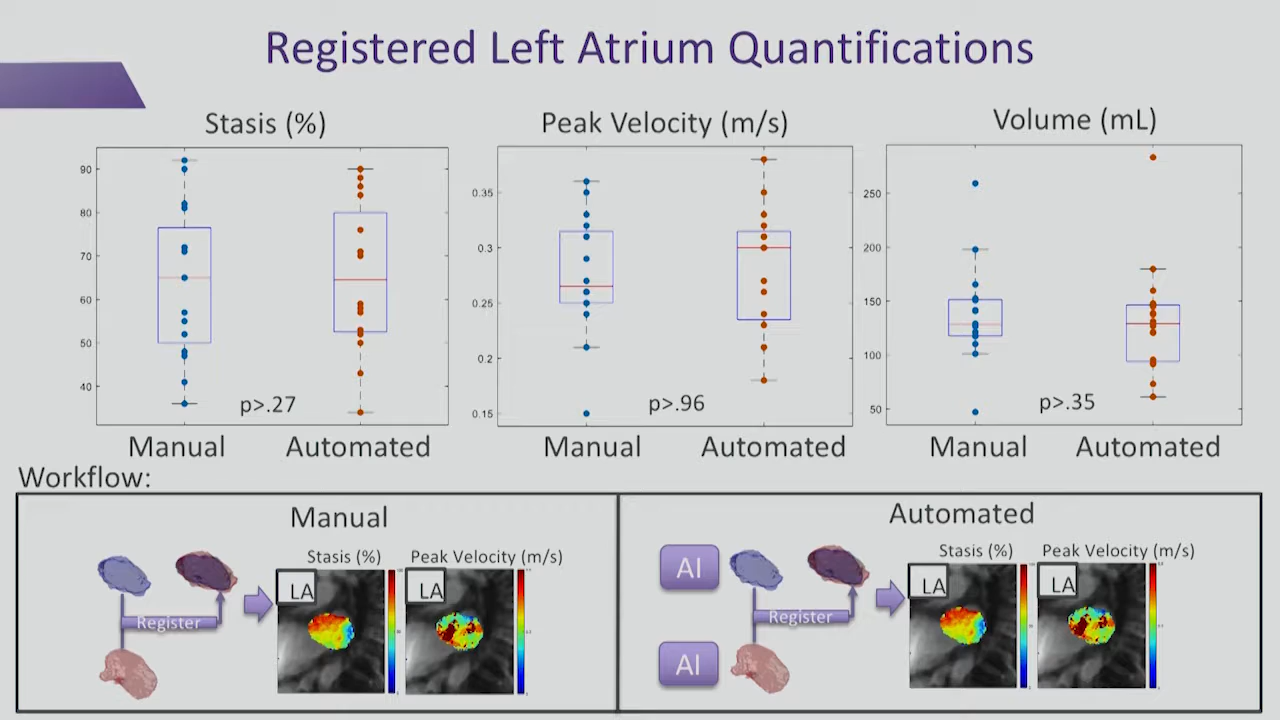 Registered Left Atrium Quantifications
Stasis (%)
Peak Velocity (m/s)
Volume (mL)
90
80
70
60
50
40
p>.27
Manual
Automated
0.35
0.3
0.25
0.2
0.15
p>.96
Manual
Automated
250
200
150
100
50
p>.35
Manual
Automated
Workflow:
Manual
Stasis (%)
Peak Velocity (m/s)
LA
LA
Register
Automated
Stasis (%)
Peak Velocity (m/s)
AI
LA
LA
Register
AI